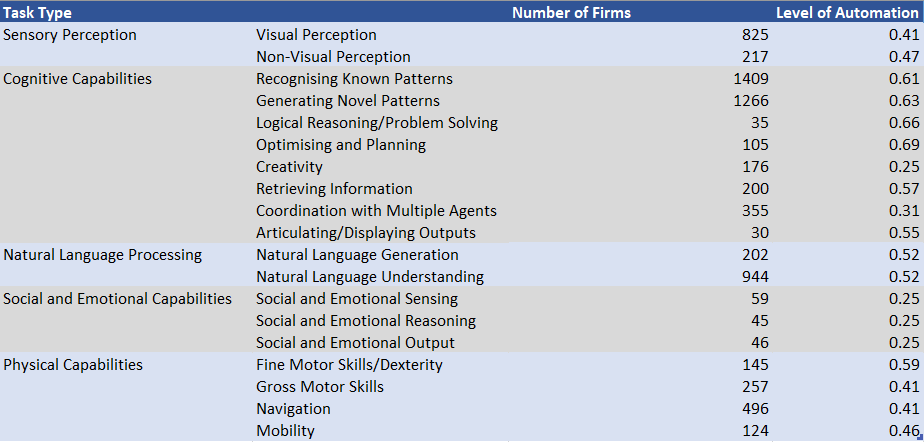 Task Type Number of Firms Level of Automation
Sensory Perception Visual Perception 825 0.41
Non-Visual Perception 217 0.47
Cognitive Capabilities Recognising Known Patterns 1409 0.61
Generating Novel Patterns 1266 0.63
Logical Reasoning/Problem Solving 35 0.66
Optimising and Planning 105 0.69
Creativity 176 0.25
Retrieving Information 200 0.57
Coordination with Multiple Agents 355 0.31
Articulating/Displaying Outputs 30 0.55
Natural Language Processing Natural Language Generation 202 0.52
Natural Language Understanding 944 0.52
Social and Emotional Capabilities Social and Emotional Sensing 59 0.25
Social and Emotional Reasoning 45 0.25
Social and Emotional Output 46 0.25
Physical Capabilities Fine Motor Skills/Dexterity 145 0.59
Gross Motor Skills 257 0.41
Navigation 496 0.41
Mobility 124 0.46